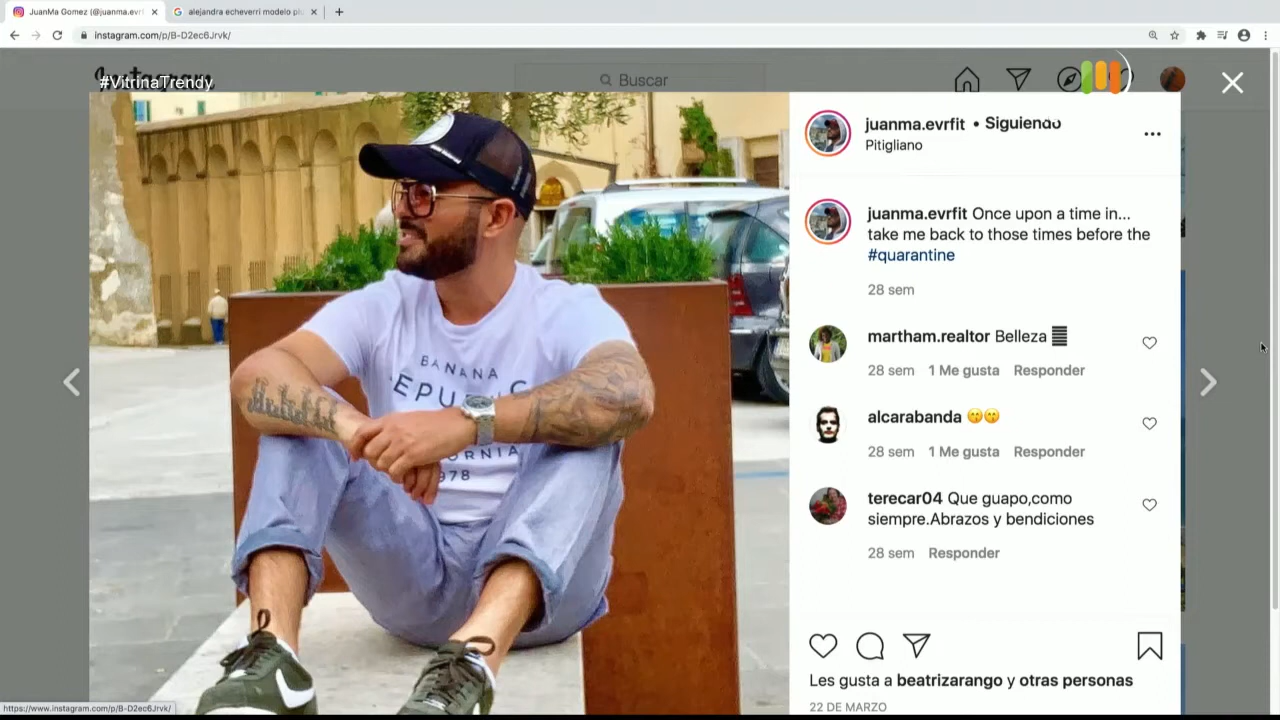 JuanMa Gomez (@juanma.evrf
alejandra echeverri modelo plu
instagram.com/p/B-D2ec6Jrvk/
Instagram
#VitrinaTrendy
Buscar
juanma.evrfit • Siguiendo
Pitigliano
juanma.evrfit Once upon a time in...
take me back to those times before the
#quarantine
28 sem
martham.realtor Belleza
28 sem 1 Me gusta Responder
alcarabanda 🤭🤭
28 sem 1 Me gusta Responder
terecar04 Que guapo,como
siempre.Abrazos y bendiciones
28 sem Responder
BANANA
Les gusta a beatrizarango y otras personas
22 DE MARZO
https://www.instagram.com/p/B-D2ec6Jrvk/